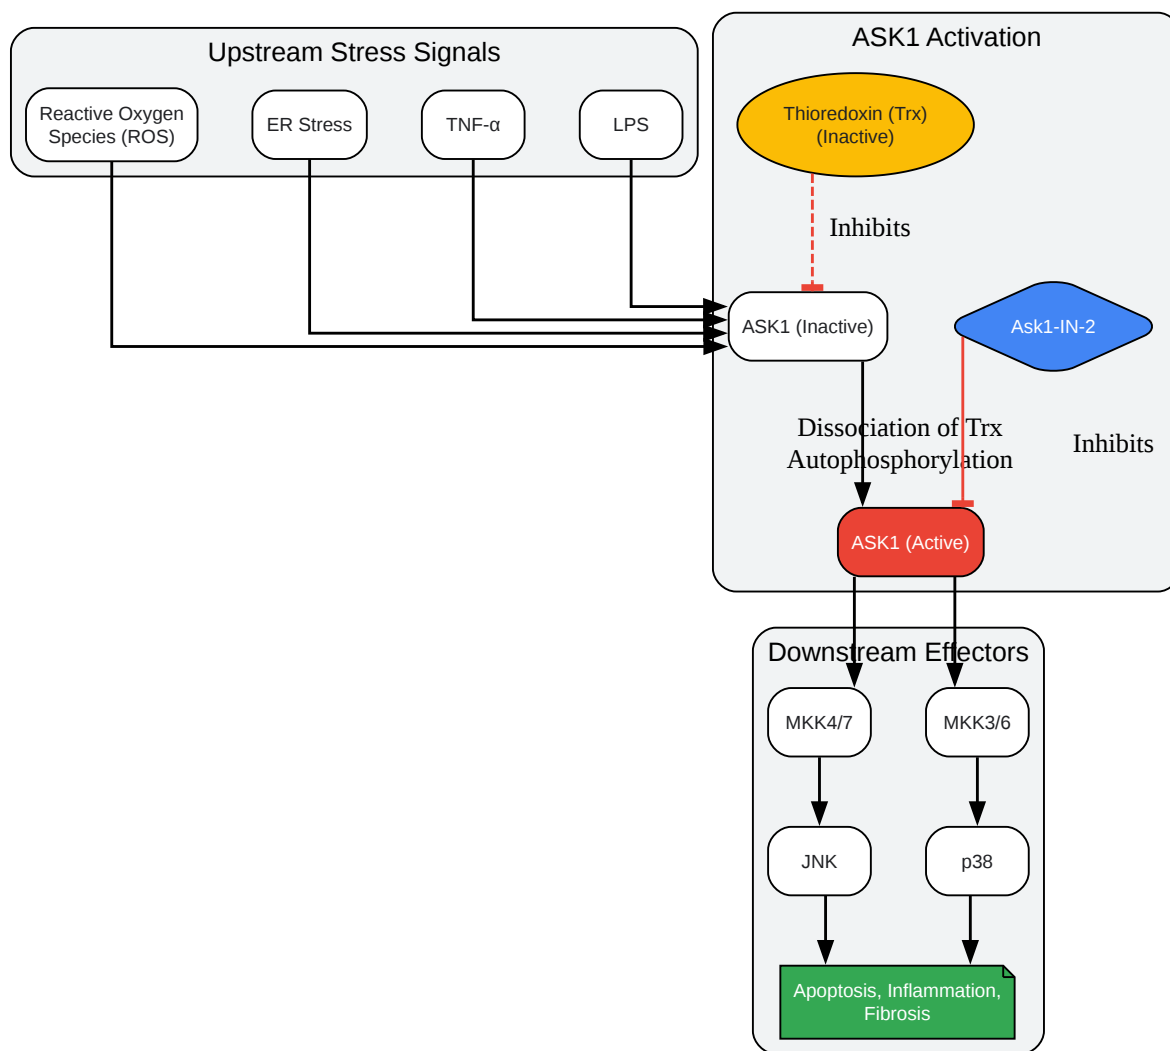 Upstream Stress Signals
Reactive Oxygen
Species (ROS)
ER Stress
TNF-α
LPS
ASK1 Activation
Thioredoxin (Trx)
(Inactive)
Inhibits
ASK1 (Inactive)
Ask1-IN-2
Dissociation of Trx
Autophosphorylation
Inhibits
ASK1 (Active)
Downstream Effectors
MKK4/7
MKK3/6
JNK
p38
Apoptosis, Inflammation,
Fibrosis